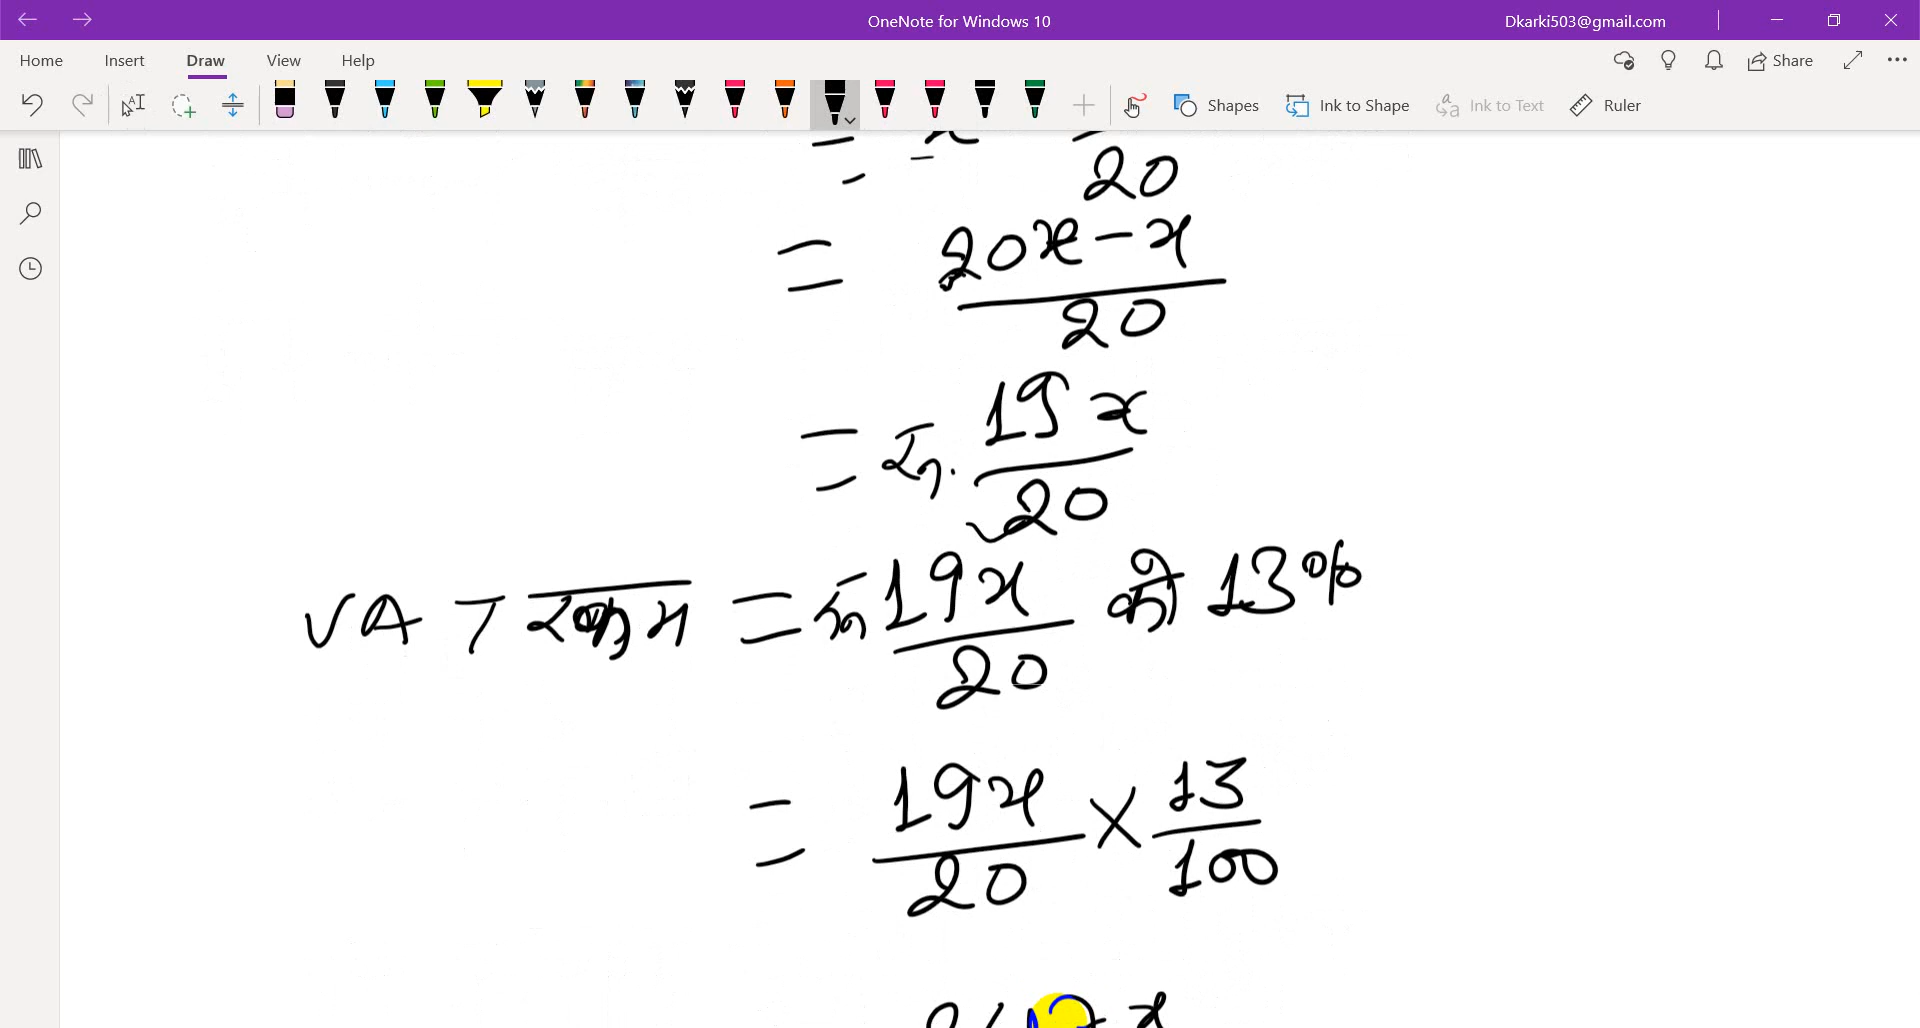 OneNote for Windows 10
Dkarki503@gmail.com
Home Insert Draw View Help
Share
Shapes Ink to Shape Ink to Text Ruler
=
20
= 20x - x
20
= रु. 19x
20
VAT रकम = रु 19x को 13%
20
= 19x × 13
20 100